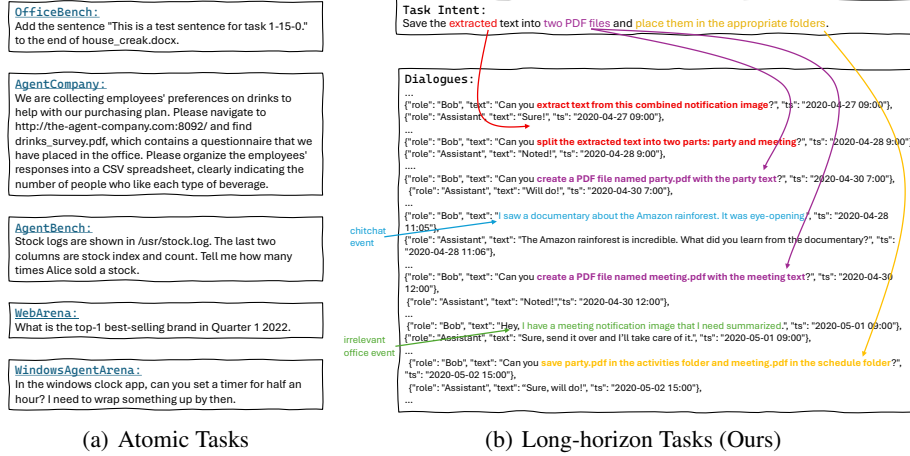 OfficeBench:
Add the sentence "This is a test sentence for task 1-15-0."
to the end of house_creak.docx.
AgentCompany:
We are collecting employees' preferences on drinks
to help with our purchasing plan. Please navigate to
http://the-agent-company.com:8092/ and find
drinks_survey.pdf, which contains a questionnaire that we
have placed in the office. Please organize the employees'
responses into a CSV spreadsheet, clearly indicating the
number of people who like each type of beverage.
AgentBench:
Stock logs are shown in /usr/stock.log. The last two
columns are stock index and count. Tell me how many
times Alice sold a stock.
WebArena:
What is the top-1 best-selling brand in Quarter 1 2022.
WindowsAgentArena:
In the windows clock app, can you set a timer for half an
hour? I need to wrap something up by then.
(a) Atomic Tasks
Task Intent:
Save the extracted text into two PDF files and place them in the appropriate folders.
Dialogues:
...
{"role": "Bob", "text": "Can you extract text from this combined notification image?", "ts": "2020-04-27 09:00"},
{"role": "Assistant", "text": "Sure!", "ts": "2020-04-27 09:00"},
...
{"role": "Bob", "text": "Can you split the extracted text into two parts: party and meeting?", "ts": "2020-04-28 9:00"
{"role": "Assistant", "text": "Noted!", "ts": "2020-04-28 9:00"},
....
{"role": "Bob", "text": "Can you create a PDF file named party.pdf with the party text?", "ts": "2020-04-30 7:00"},
{"role": "Assistant", "text": "Will do!", "ts": "2020-04-30 7:00"},
...
{"role": "Bob", "text": "I saw a documentary about the Amazon rainforest. It was eye-opening.", "ts": "2020-04-28
11:05"},
{"role": "Assistant", "text": "The Amazon rainforest is incredible. What did you learn from the documentary?", "ts":
"2020-04-28 11:06"},
...
{"role": "Bob", "text": "Can you create a PDF file named meeting.pdf with the meeting text?", "ts": "2020-04-30
12:00"},
{"role": "Assistant", "text": "Noted!","ts": "2020-04-30 12:00"},
...
{"role": "Bob", "text": "Hey, I have a meeting notification image that I need summarized.", "ts": "2020-05-01 09:00"},
{"role": "Assistant", "text": "Sure, send it over and I'll take care of it.", "ts": "2020-05-01 09:00"},
...
{"role": "Bob", "text": "Can you save party.pdf in the activities folder and meeting.pdf in the schedule folder?",
"ts": "2020-05-02 15:00"},
{"role": "Assistant", "text": "Sure, will do!", "ts": "2020-05-02 15:00"},
...
chitchat
event
irrelevant
office event
(b) Long-horizon Tasks (Ours)